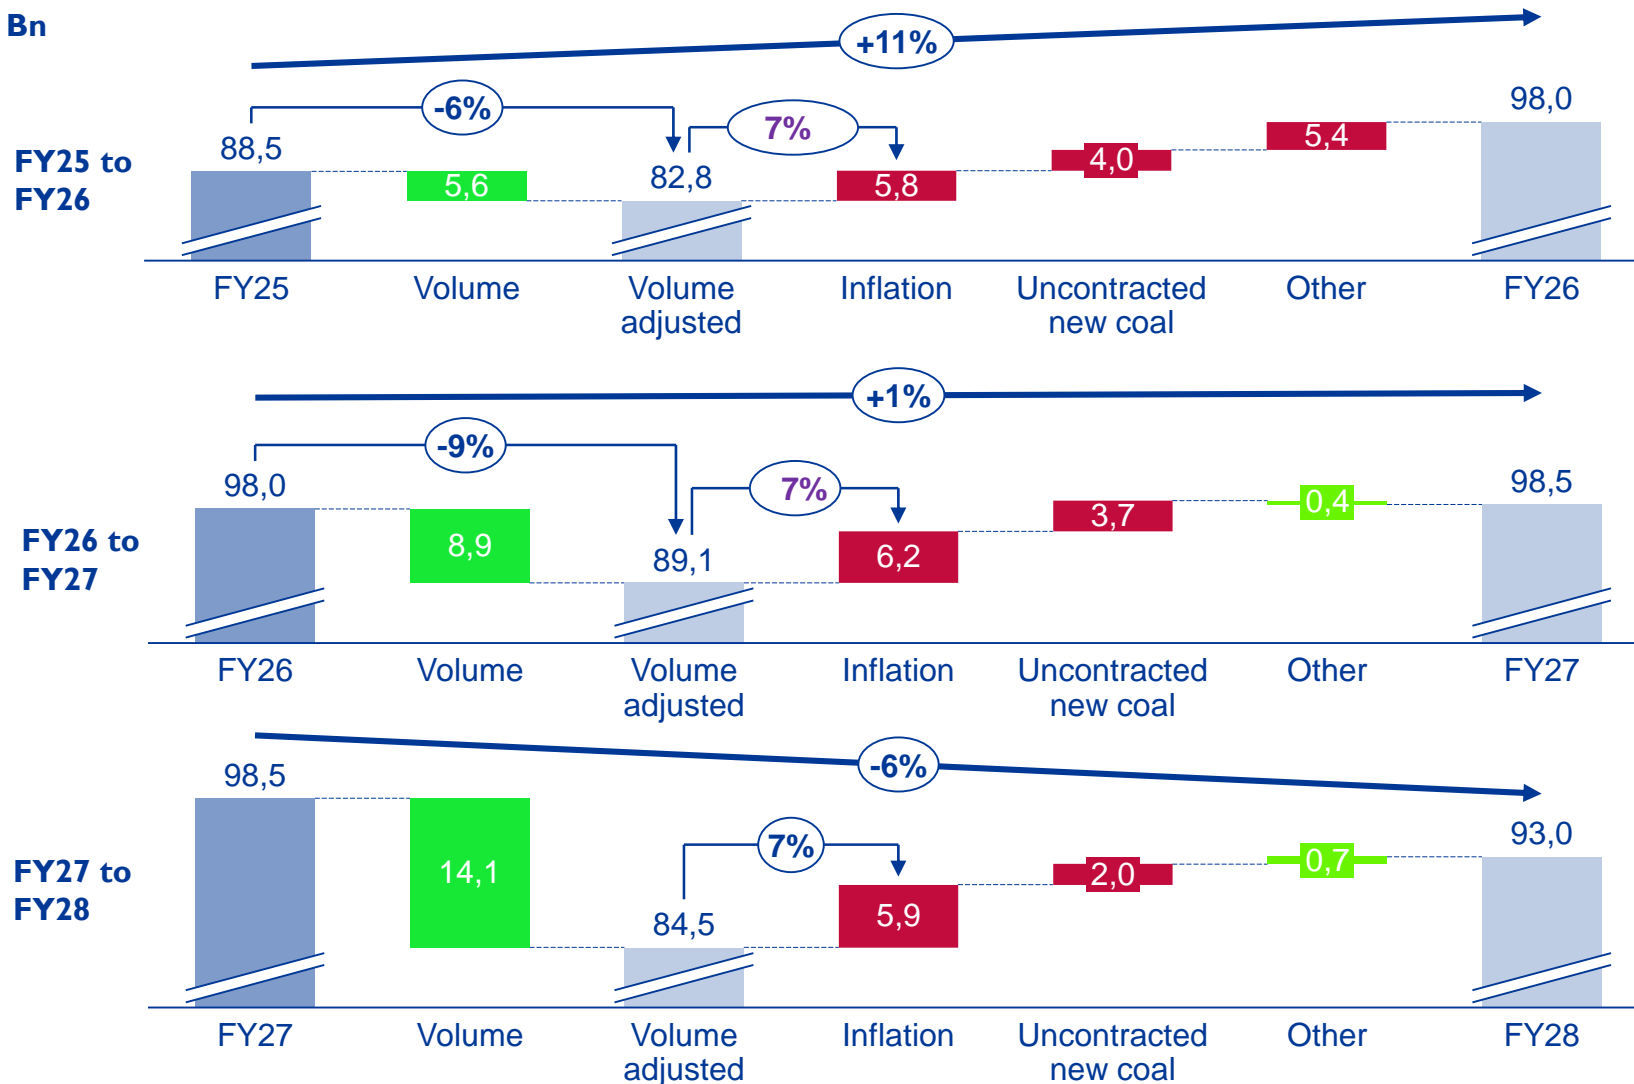 Bn
+11%
-6%
7%
98,0
88,5
82,8
5,6
5,8
4,0
5,4
FY25 to
FY26
FY25
Volume
Volume
adjusted
Inflation
Uncontracted
new coal
Other
FY26
+1%
-9%
7%
98,0
89,1
98,5
8,9
6,2
3,7
0,4
FY26 to
FY27
FY26
Volume
Volume
adjusted
Inflation
Uncontracted
new coal
Other
FY27
-6%
98,5
7%
93,0
84,5
14,1
5,9
2,0
0,7
FY27 to
FY28
FY27
Volume
Volume
adjusted
Inflation
Uncontracted
new coal
Other
FY28